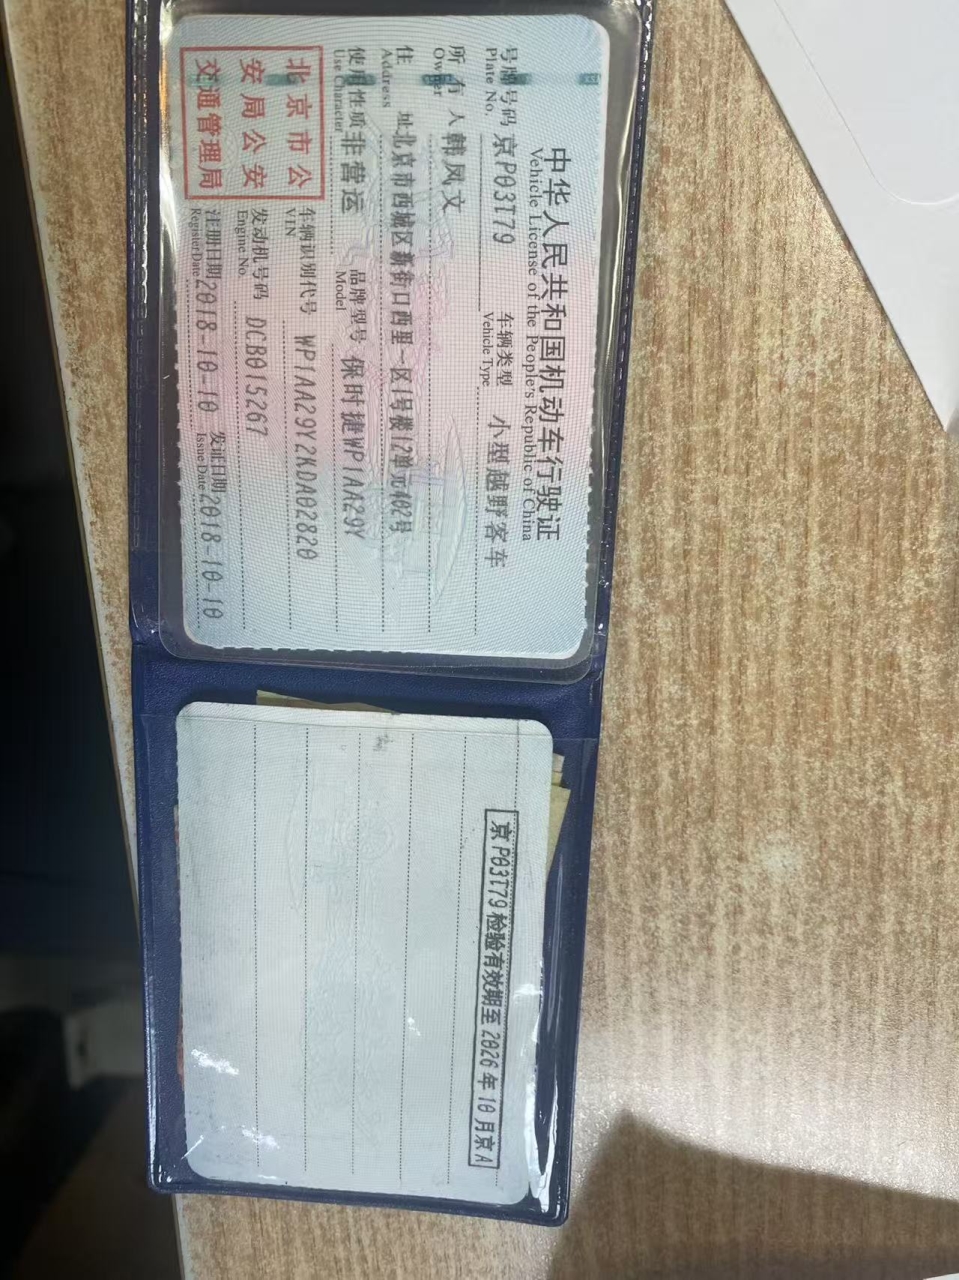 中华人民共和国机动车行驶证
Vehicle License of the People's Republic of China
号牌号码 京P03T79 车辆类型 小型越野客车
Plate No. Vehicle Type
所有人 韩凤文
Owner
住址 北京市西城区新街口西里一区1号楼12单元402号
Address
使用性质 非营运 品牌型号 保时捷WP1AA29Y
Use Character Model
北京市公安局公安交通管理局
车辆识别代号 WP1AA29Y2KDA02820
VIN
发动机号码 DCB015267
Engine No.
注册日期 2018-10-10 发证日期 2018-10-10
Register Date Issue Date
京P03T79检验有效期至2026年10月京A